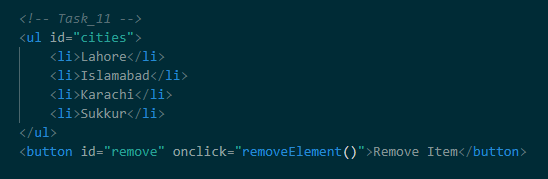 <!-- Task_11 -->
<ul id="cities">
<li>Lahore</li>
<li>Islamabad</li>
<li>Karachi</li>
<li>Sukkur</li>
</ul>
<button id="remove" onclick="removeElement()">Remove Item</button>